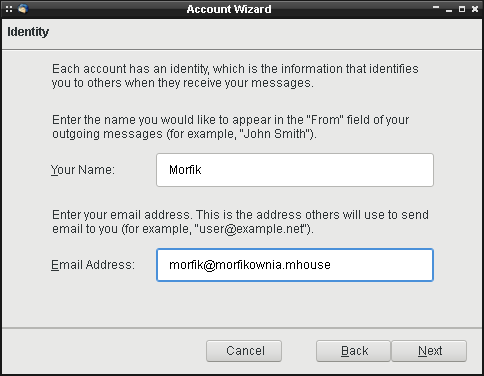 Account Wizard
Identity
Each account has an identity, which is the information that identifies
you to others when they receive your messages.
Enter the name you would like to appear in the "From" field of your
outgoing messages (for example, "John Smith").
Your Name: Morfik
Enter your email address. This is the address others will use to send
email to you (for example, "user@example.net").
Email Address: morfik@morfikownia.mhouse
Cancel Back Next